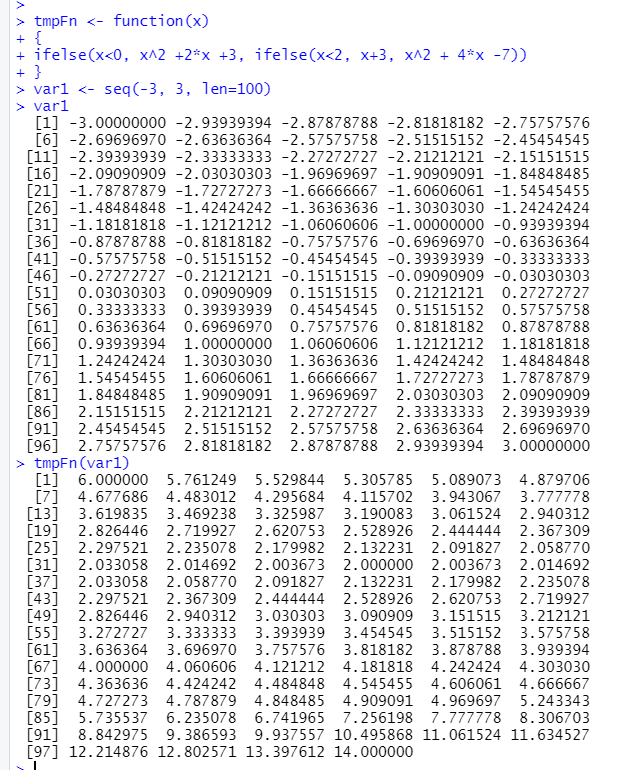 >
> tmpFn <- function(x)
+ {
+ ifelse(x<0, x^2 +2*x +3, ifelse(x<2, x+3, x^2 + 4*x -7))
+ }
> var1 <- seq(-3, 3, len=100)
> var1
  [1] -3.00000000 -2.93939394 -2.87878788 -2.81818182 -2.75757576
  [6] -2.69696970 -2.63636364 -2.57575758 -2.51515152 -2.45454545
 [11] -2.39393939 -2.33333333 -2.27272727 -2.21212121 -2.15151515
 [16] -2.09090909 -2.03030303 -1.96969697 -1.90909091 -1.84848485
 [21] -1.78787879 -1.72727273 -1.66666667 -1.60606061 -1.54545455
 [26] -1.48484848 -1.42424242 -1.36363636 -1.30303030 -1.24242424
 [31] -1.18181818 -1.12121212 -1.06060606 -1.00000000 -0.93939394
 [36] -0.87878788 -0.81818182 -0.75757576 -0.69696970 -0.63636364
 [41] -0.57575758 -0.51515152 -0.45454545 -0.39393939 -0.33333333
 [46] -0.27272727 -0.21212121 -0.15151515 -0.09090909 -0.03030303
 [51]  0.03030303  0.09090909  0.15151515  0.21212121  0.27272727
 [56]  0.33333333  0.39393939  0.45454545  0.51515152  0.57575758
 [61]  0.63636364  0.69696970  0.75757576  0.81818182  0.87878788
 [66]  0.93939394  1.00000000  1.06060606  1.12121212  1.18181818
 [71]  1.24242424  1.30303030  1.36363636  1.42424242  1.48484848
 [76]  1.54545455  1.60606061  1.66666667  1.72727273  1.78787879
 [81]  1.84848485  1.90909091  1.96969697  2.03030303  2.09090909
 [86]  2.15151515  2.21212121  2.27272727  2.33333333  2.39393939
 [91]  2.45454545  2.51515152  2.57575758  2.63636364  2.69696970
 [96]  2.75757576  2.81818182  2.87878788  2.93939394  3.00000000
> tmpFn(var1)
  [1]  6.000000  5.761249  5.529844  5.305785  5.089073  4.879706
  [7]  4.677686  4.483012  4.295684  4.115702  3.943067  3.777778
 [13]  3.619835  3.469238  3.325987  3.190083  3.061524  2.940312
 [19]  2.826446  2.719927  2.620753  2.528926  2.444444  2.367309
 [25]  2.297521  2.235078  2.179982  2.132231  2.091827  2.058770
 [31]  2.033058  2.014692  2.003673  2.000000  2.003673  2.014692
 [37]  2.033058  2.058770  2.091827  2.132231  2.179982  2.235078
 [43]  2.297521  2.367309  2.444444  2.528926  2.620753  2.719927
 [49]  2.826446  2.940312  3.030303  3.090909  3.151515  3.212121
 [55]  3.272727  3.333333  3.393939  3.454545  3.515152  3.575758
 [61]  3.636364  3.696970  3.757576  3.818182  3.878788  3.939394
 [67]  4.000000  4.060606  4.121212  4.181818  4.242424  4.303030
 [73]  4.363636  4.424242  4.484848  4.545455  4.606061  4.666667
 [79]  4.727273  4.787879  4.848485  4.909091  4.969697  5.243343
 [85]  5.735537  6.235078  6.741965  7.256198  7.777778  8.306703
 [91]  8.842975  9.386593  9.937557 10.495868 11.061524 11.634527
 [97] 12.214876 12.802571 13.397612 14.000000
>